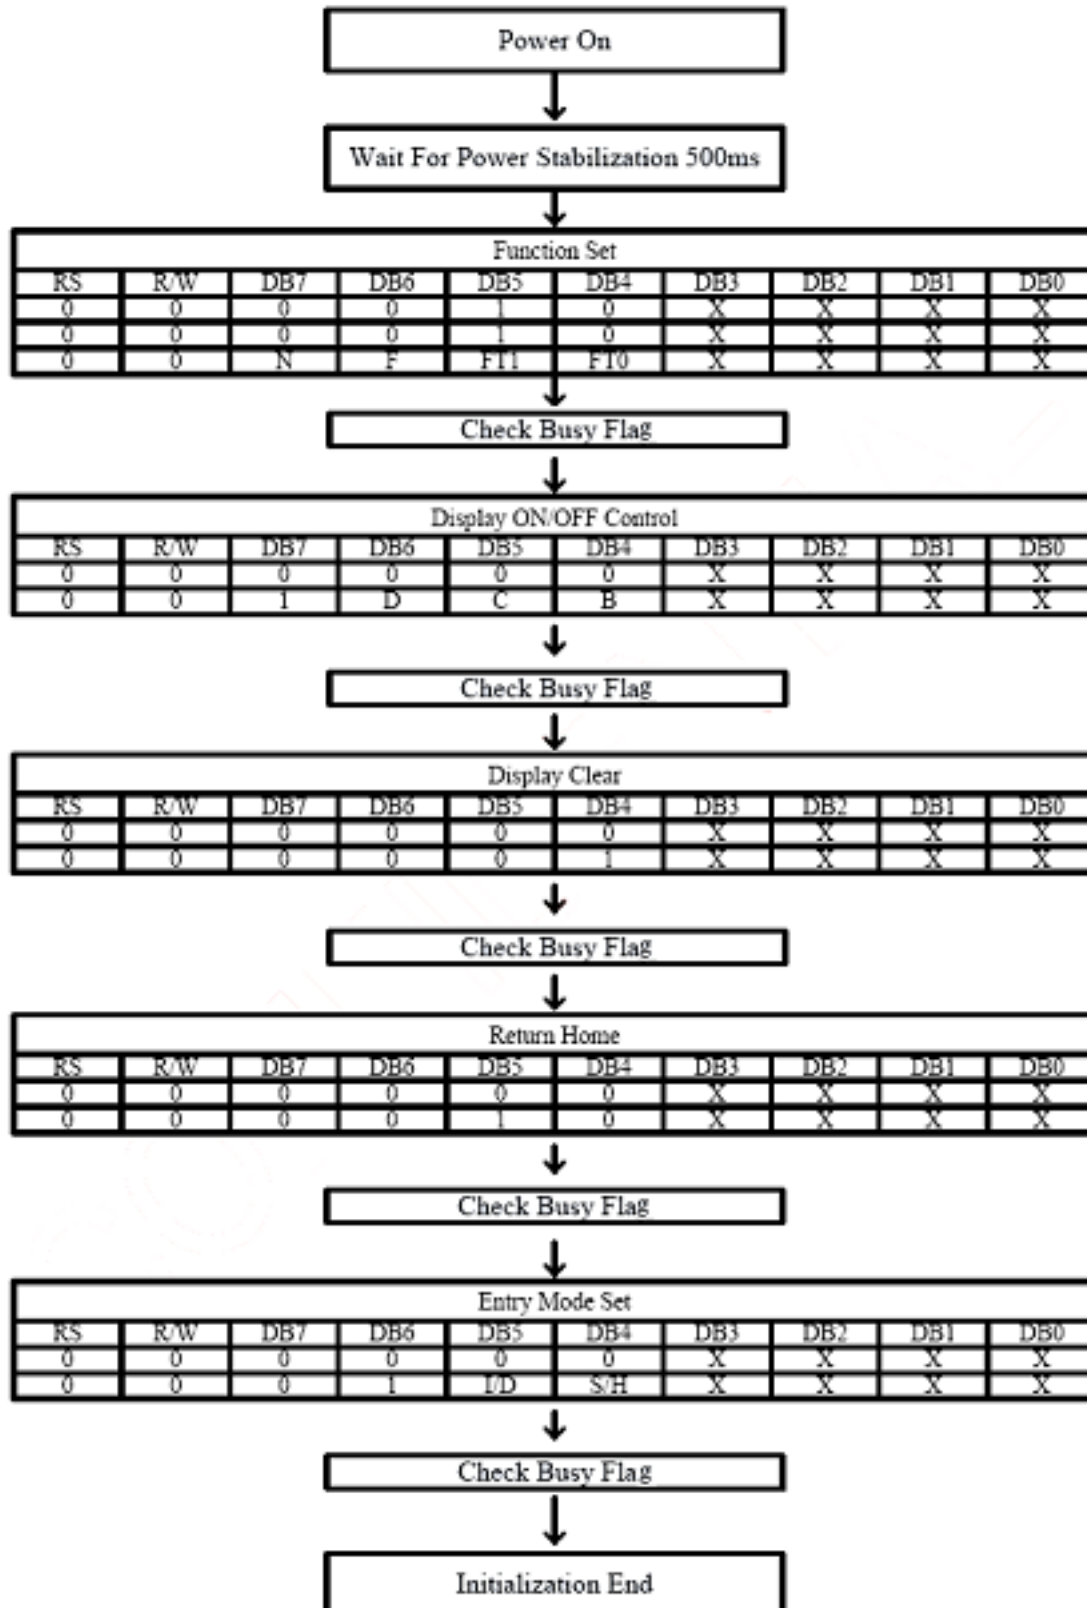 Power On
Wait For Power Stabilization 500ms
Function Set
RS R/W DB7 DB6 DB5 DB4 DB3 DB2 DB1 DB0
0 0 0 0 1 0 X X X X
0 0 0 0 1 0 X X X X
0 0 N F FT1 FT0 X X X X
Check Busy Flag
Display ON/OFF Control
RS R/W DB7 DB6 DB5 DB4 DB3 DB2 DB1 DB0
0 0 0 0 0 0 X X X X
0 0 1 D C B X X X X
Check Busy Flag
Display Clear
RS R/W DB7 DB6 DB5 DB4 DB3 DB2 DB1 DB0
0 0 0 0 0 0 X X X X
0 0 0 0 0 1 X X X X
Check Busy Flag
Return Home
RS R/W DB7 DB6 DB5 DB4 DB3 DB2 DB1 DB0
0 0 0 0 0 0 X X X X
0 0 0 0 1 0 X X X X
Check Busy Flag
Entry Mode Set
RS R/W DB7 DB6 DB5 DB4 DB3 DB2 DB1 DB0
0 0 0 0 0 0 X X X X
0 0 0 1 I/D S/H X X X X
Check Busy Flag
Initialization End